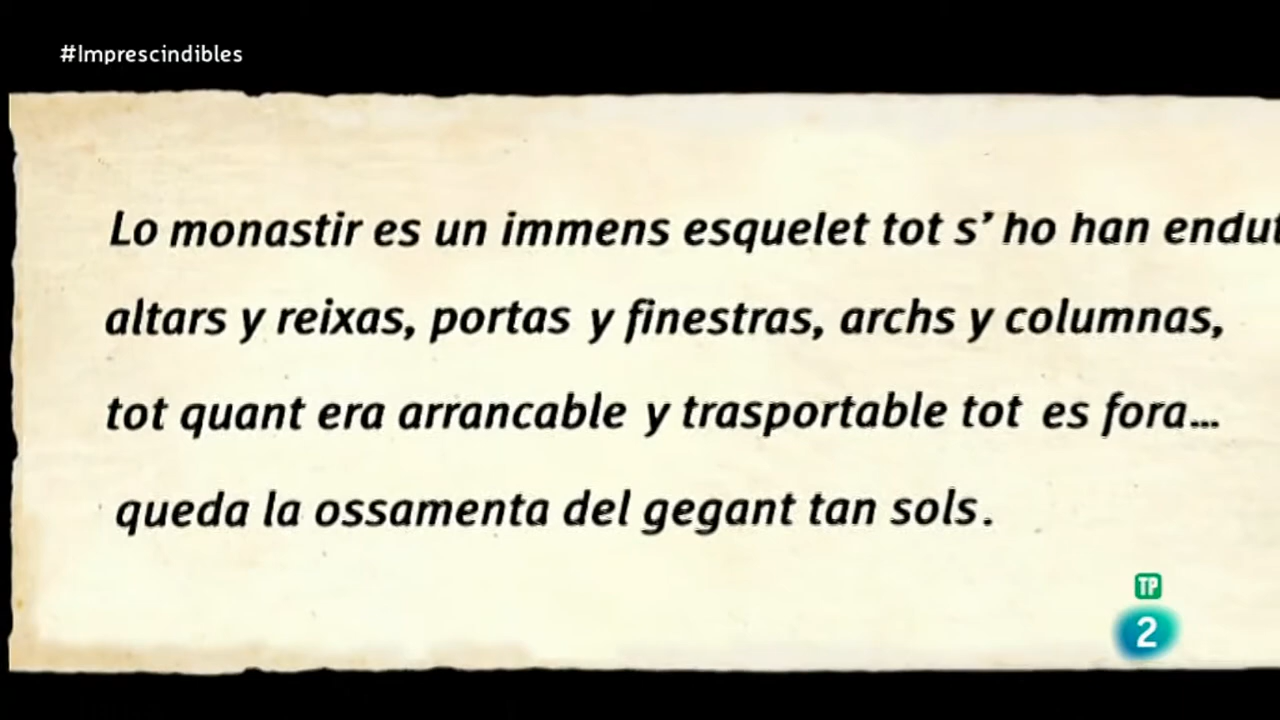 #Imprescindibles
Lo monastir es un immens esquelet tot s' ho han endut
altars y reixas, portas y finestras, archs y columnas,
tot quant era arrancable y trasportable tot es fora...
queda la ossamenta del gegant tan sols.
TP
2